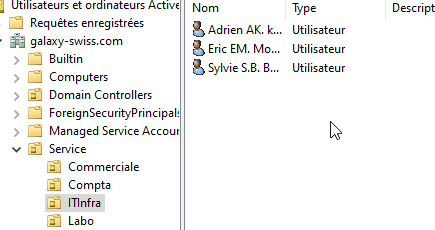 Utilisateurs et ordinateurs Active
Requêtes enregistrées
galaxy-swiss.com
Builtin
Computers
Domain Controllers
ForeignSecurityPrincipals
Managed Service Accour
Service
Commerciale
Compta
ITInfra
Labo
Nom Type Descript
Adrien AK. k... Utilisateur
Eric EM. Mo... Utilisateur
Sylvie S.B. B... Utilisateur